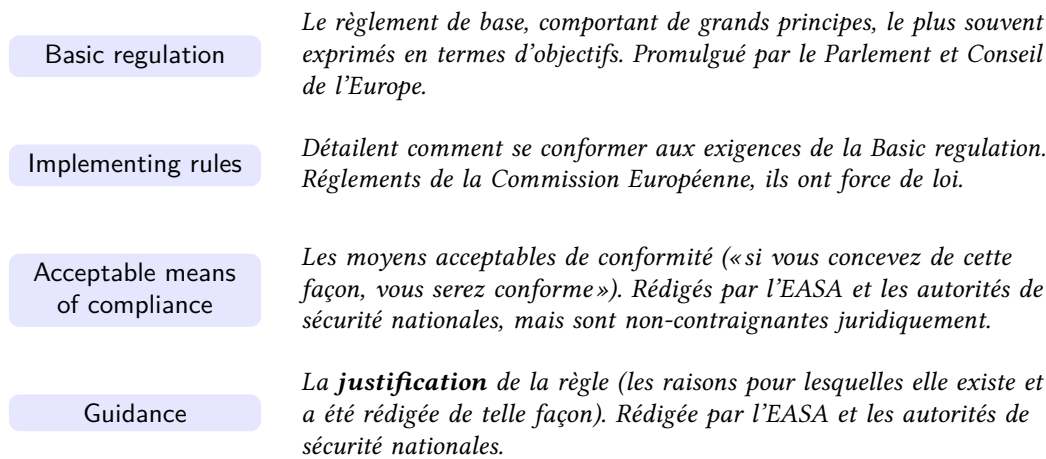 Basic regulation
Le règlement de base, comportant de grands principes, le plus souvent
exprimés en termes d’objectifs. Promulgué par le Parlement et Conseil
de l’Europe.
Implementing rules
Détailent comment se conformer aux exigences de la Basic regulation.
Réglements de la Commission Européenne, ils ont force de loi.
Acceptable means
of compliance
Les moyens acceptables de conformité (« si vous concevez de cette
façon, vous serez conforme »). Rédigés par l’EASA et les autorités de
sécurité nationales, mais sont non-contraignantes juridiquement.
Guidance
La justification de la règle (les raisons pour lesquelles elle existe et
a été rédigée de telle façon). Rédigée par l’EASA et les autorités de
sécurité nationales.